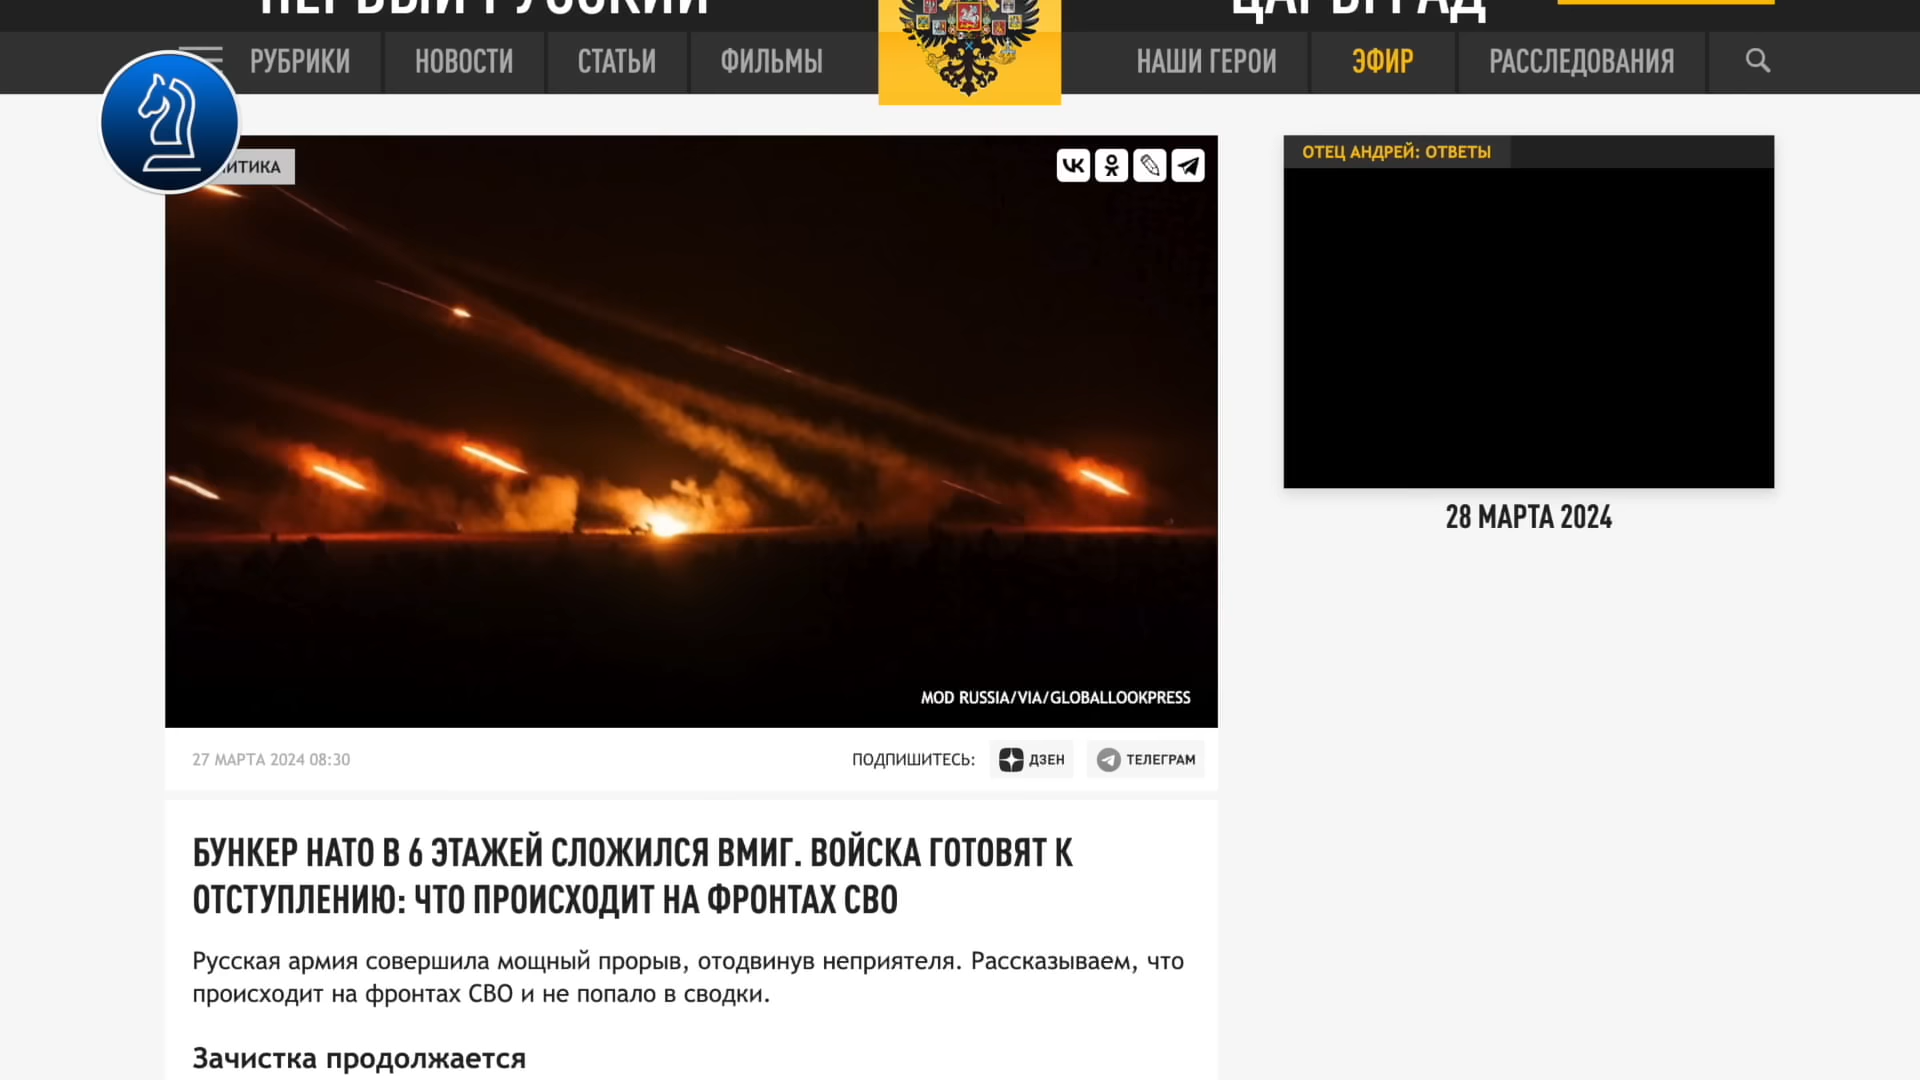 ПЕРВЫЙ РУССКИЙ
ЦАРЬГРАД
РУБРИКИ
НОВОСТИ
СТАТЬИ
ФИЛЬМЫ
НАШИ ГЕРОИ
ЭФИР
РАССЛЕДОВАНИЯ
ИТИКА
MOD RUSSIA/VIA/GLOBALLOOKPRESS
27 МАРТА 2024 08:30
ПОДПИШИТЕСЬ:
ДЗЕН
ТЕЛЕГРАМ
БУНКЕР НАТО В 6 ЭТАЖЕЙ СЛОЖИЛСЯ ВМИГ. ВОЙСКА ГОТОВЯТ К
ОТСТУПЛЕНИЮ: ЧТО ПРОИСХОДИТ НА ФРОНТАХ СВО
Русская армия совершила мощный прорыв, отодвинув неприятеля. Рассказываем, что
происходит на фронтах СВО и не попало в сводки.
Зачистка продолжается
ОТЕЦ АНДРЕЙ: ОТВЕТЫ
28 МАРТА 2024